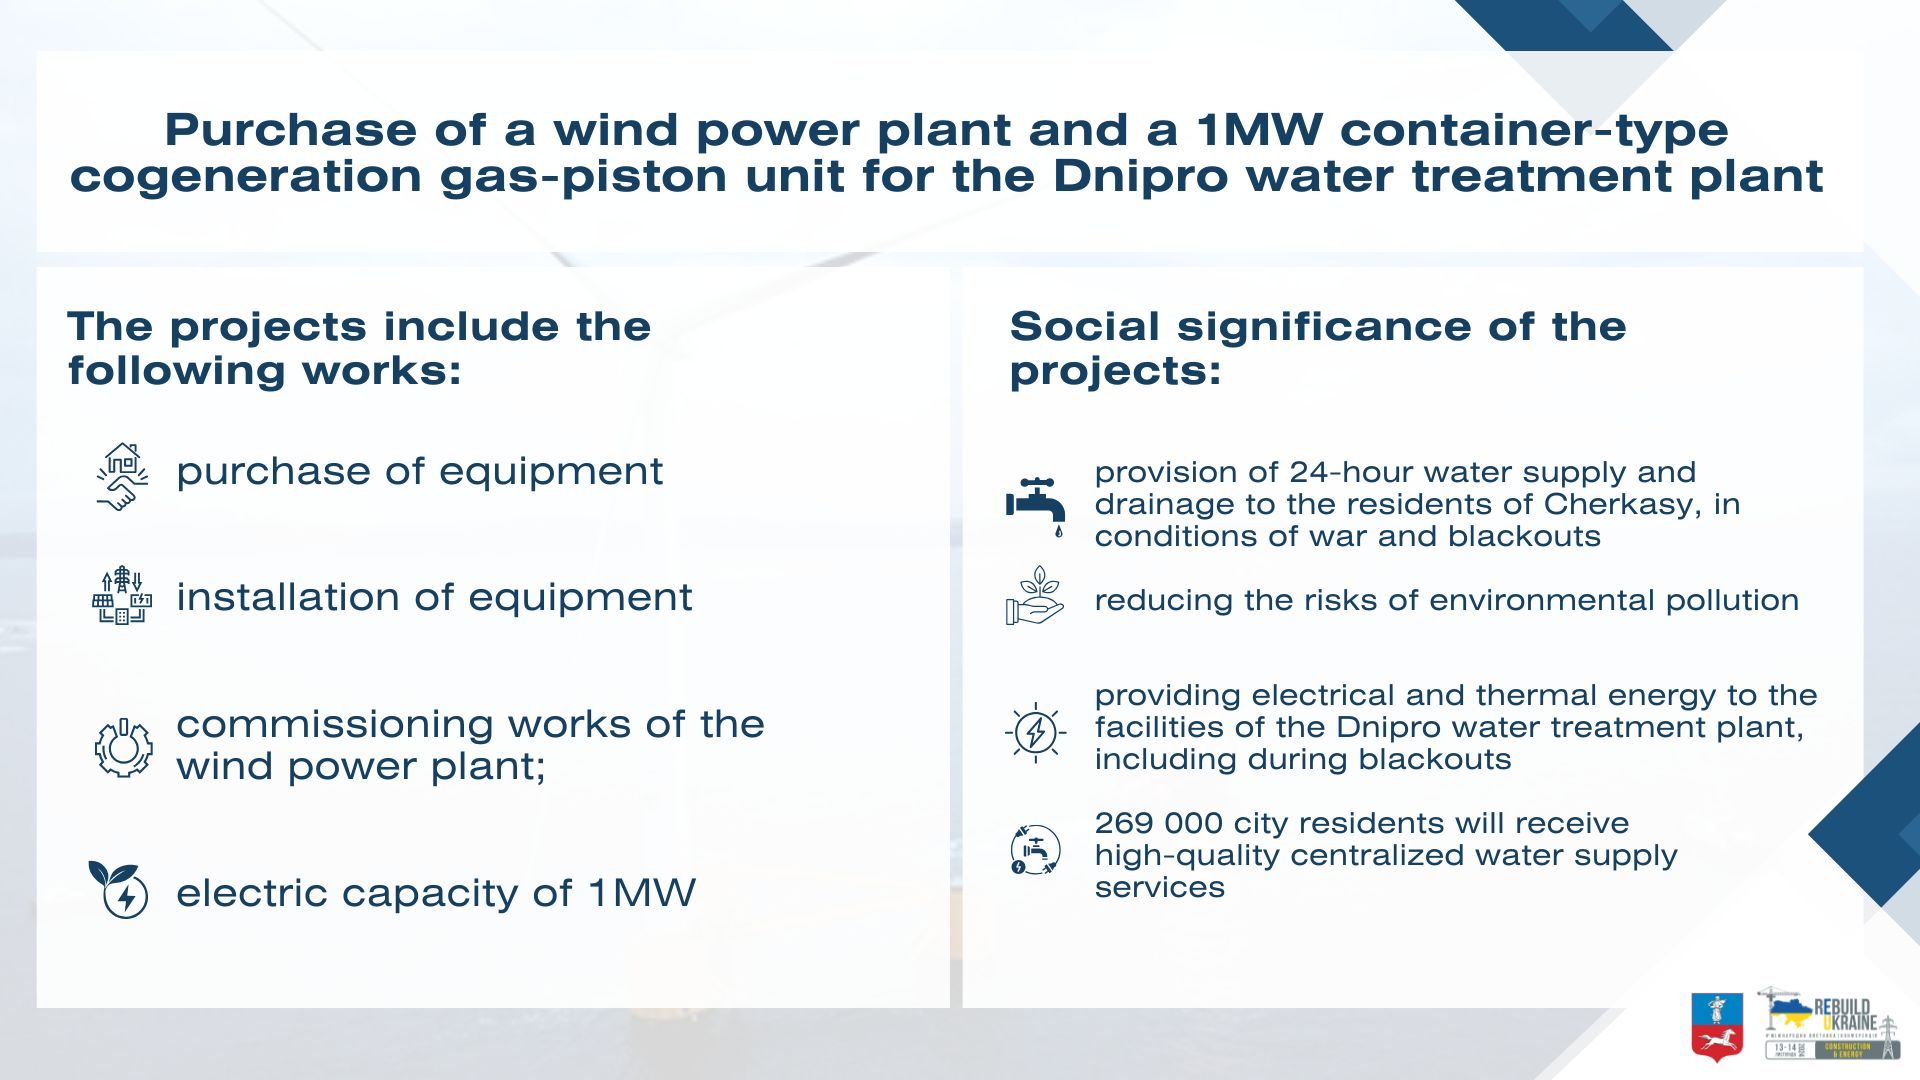 Purchase of a wind power plant and a 1MW container-type
cogeneration gas-piston unit for the Dnipro water treatment plant
The projects include the
following works:
purchase of equipment
installation of equipment
commissioning works of the
wind power plant;
electric capacity of 1MW
Social significance of the
projects:
provision of 24-hour water supply and
drainage to the residents of Cherkasy, in
conditions of war and blackouts
reducing the risks of environmental pollution
providing electrical and thermal energy to the
facilities of the Dnipro water treatment plant,
including during blackouts
269 000 city residents will receive
high-quality centralized water supply
services
REBUILD
UKRAINE
13-14
листопада
2024
CONSTRUCTION
& ENERGY